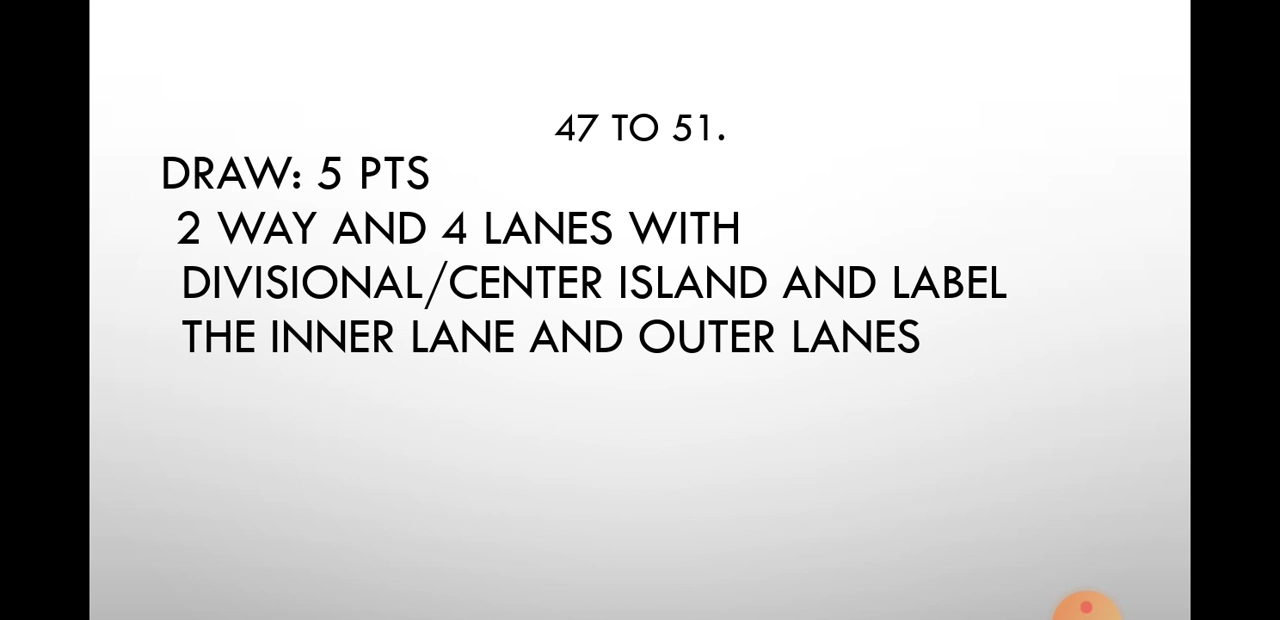 47 TO 51.
DRAW: 5 PTS
2 WAY AND 4 LANES WITH
DIVISIONAL/CENTER ISLAND AND LABEL
THE INNER LANE AND OUTER LANES